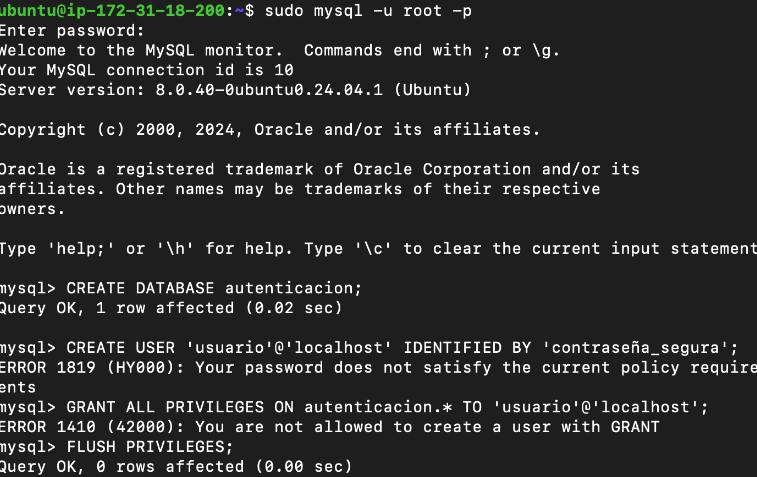 ubuntu@ip-172-31-18-200:~$ sudo mysql -u root -p
Enter password:
Welcome to the MySQL monitor.  Commands end with ; or \g.
Your MySQL connection id is 10
Server version: 8.0.40-0ubuntu0.24.04.1 (Ubuntu)
Copyright (c) 2000, 2024, Oracle and/or its affiliates.
Oracle is a registered trademark of Oracle Corporation and/or its
affiliates. Other names may be trademarks of their respective
owners.
Type 'help;' or '\h' for help. Type '\c' to clear the current input statement
mysql> CREATE DATABASE autenticacion;
Query OK, 1 row affected (0.02 sec)
mysql> CREATE USER 'usuario'@'localhost' IDENTIFIED BY 'contraseña_segura';
ERROR 1819 (HY000): Your password does not satisfy the current policy require
ents
mysql> GRANT ALL PRIVILEGES ON autenticacion.* TO 'usuario'@'localhost';
ERROR 1410 (42000): You are not allowed to create a user with GRANT
mysql> FLUSH PRIVILEGES;
Query OK, 0 rows affected (0.00 sec)